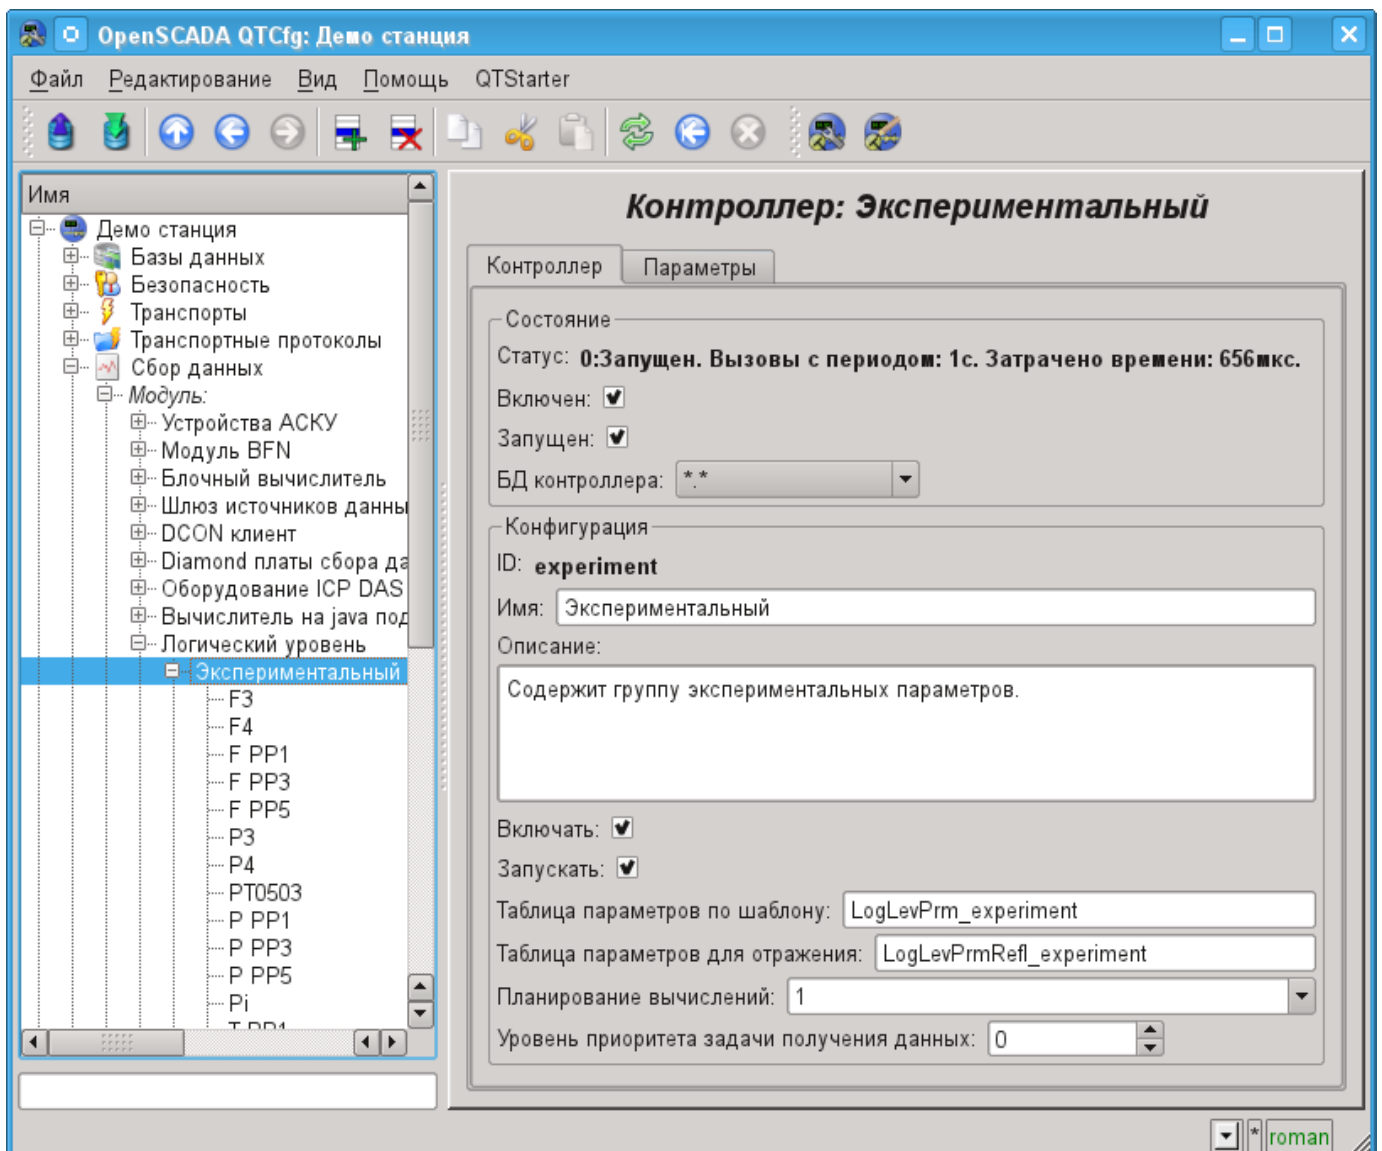 OpenSCADA QTCfg: Демо станция
Файл Редактирование Вид Помощь QTStarter
Имя
Демо станция
Базы данных
Безопасность
Транспорты
Транспортные протоколы
Сбор данных
Модуль:
Устройства АСКУ
Модуль BFN
Блочный вычислитель
Шлюз источников данны
DCON клиент
Diamond платы сбора да
Оборудование ICP DAS
Вычислитель на java под
Логический уровень
Экспериментальный
F3
F4
F PP1
F PP3
F PP5
P3
P4
PT0503
P PP1
P PP3
P PP5
Pi
T PP1
Контроллер: Экспериментальный
Контроллер Параметры
Состояние
Статус: 0:Запущен. Вызовы с периодом: 1с. Затрачено времени: 656мкс.
Включен:
Запущен:
БД контроллера: *.*
Конфигурация
ID: experiment
Имя: Экспериментальный
Описание:
Содержит группу экспериментальных параметров.
Включать:
Запускать:
Таблица параметров по шаблону: LogLevPrm_experiment
Таблица параметров для отражения: LogLevPrmRefl_experiment
Планирование вычислений: 1
Уровень приоритета задачи получения данных: 0
* roman